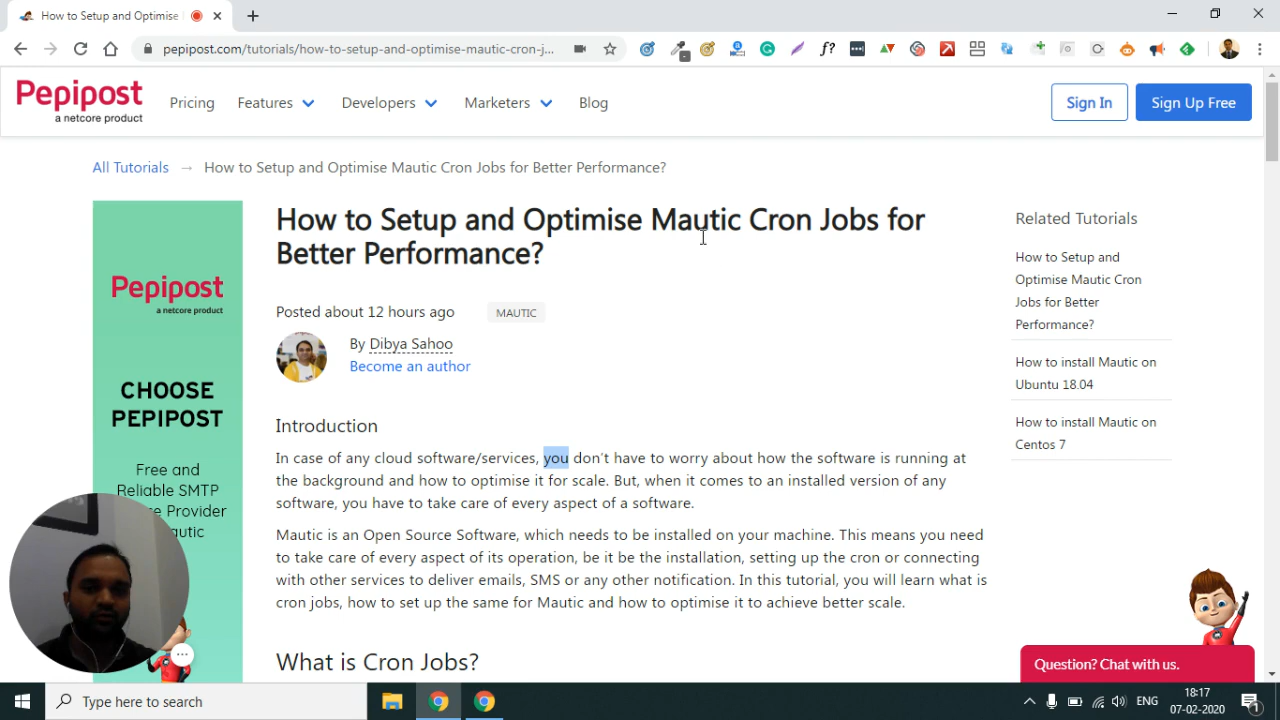 How to Setup and Optimise
pepipost.com/tutorials/how-to-setup-and-optimise-mautic-cron-j...
Pepipost
a netcore product
Pricing
Features
Developers
Marketers
Blog
Sign In
Sign Up Free
All Tutorials → How to Setup and Optimise Mautic Cron Jobs for Better Performance?
Pepipost
a netcore product
CHOOSE
PEPIPOST
Free and
Reliable SMTP
Provider
How to Setup and Optimise Mautic Cron Jobs for
Better Performance?
Posted about 12 hours ago
MAUTIC
By Dibya Sahoo
Become an author
Introduction
In case of any cloud software/services, you don't have to worry about how the software is running at
the background and how to optimise it for scale. But, when it comes to an installed version of any
software, you have to take care of every aspect of a software.
Mautic is an Open Source Software, which needs to be installed on your machine. This means you need
to take care of every aspect of its operation, be it be the installation, setting up the cron or connecting
with other services to deliver emails, SMS or any other notification. In this tutorial, you will learn what is
cron jobs, how to set up the same for Mautic and how to optimise it to achieve better scale.
What is Cron Jobs?
Related Tutorials
How to Setup and
Optimise Mautic Cron
Jobs for Better
Performance?
How to install Mautic on
Ubuntu 18.04
How to install Mautic on
Centos 7
Question? Chat with us.
Type here to search
ENG
18:17
07-02-2020